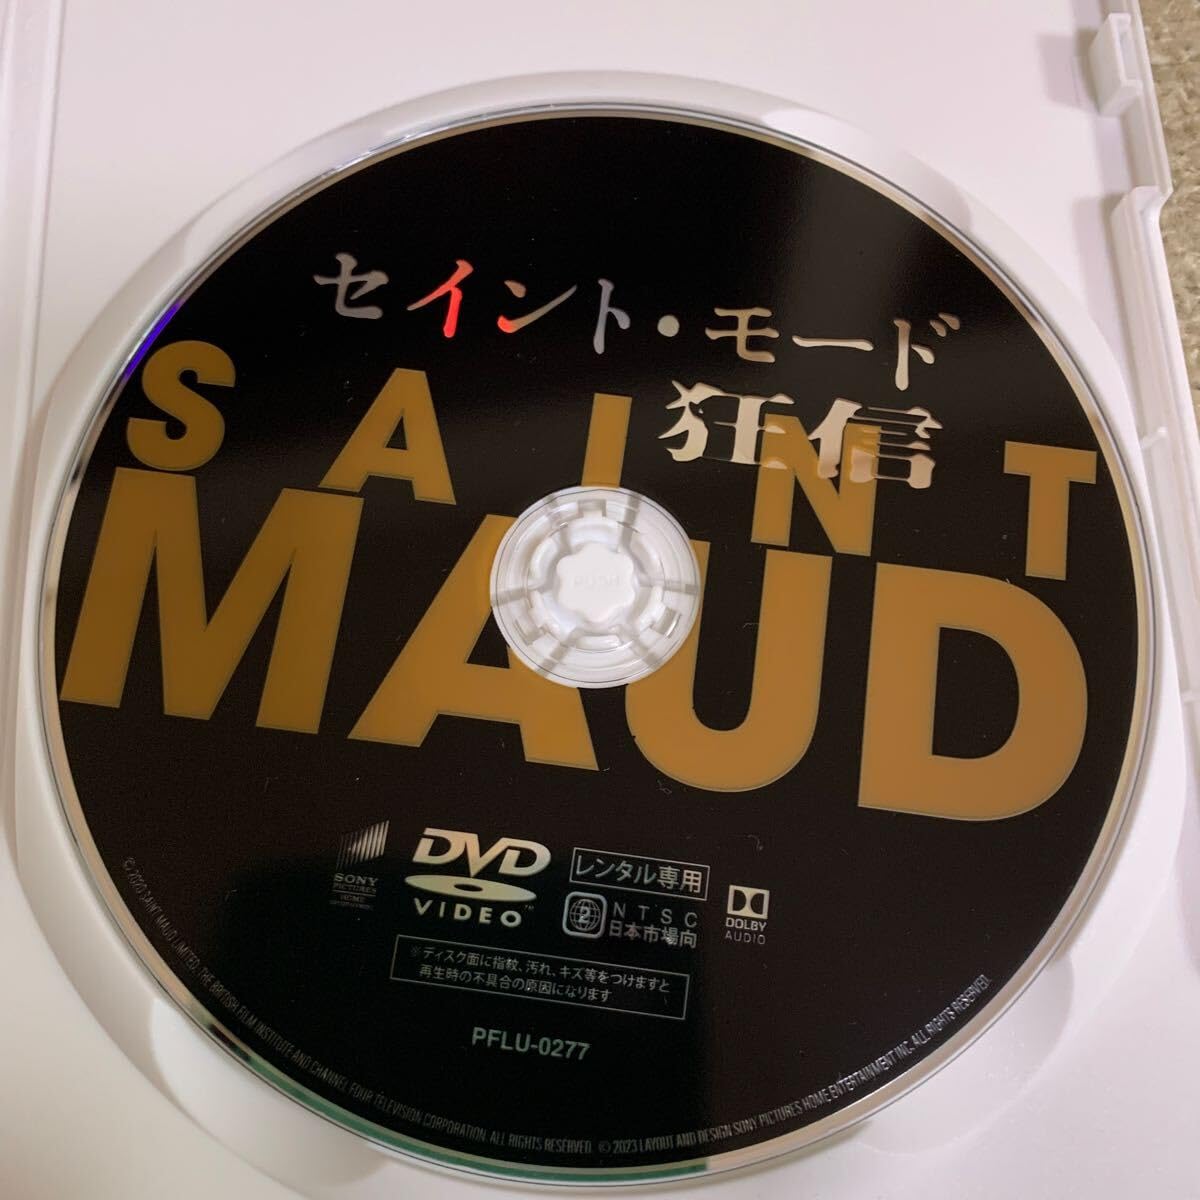 セイント・モード
狂信
SAINT
MAUD
PUSH
SONY
PICTURES
HOME
ENTERTAINMENT
DVD
VIDEO™
レンタル専用
2
NTSC
日本市場向
DOLBY
AUDIO
※ディスク面に指紋、汚れ、キズ等をつけますと
再生時の不具合の原因になります
PFLU-0277
©2020 SAINT MAUD LIMITED, THE BRITISH FILM INSTITUTE AND CHANNEL FOUR TELEVISION CORPORATION. ALL RIGHTS RESERVED. ©2023 LAYOUT AND DESIGN SONY PICTURES HOME ENTERTAINMENT INC. ALL RIGHTS RESERVED.